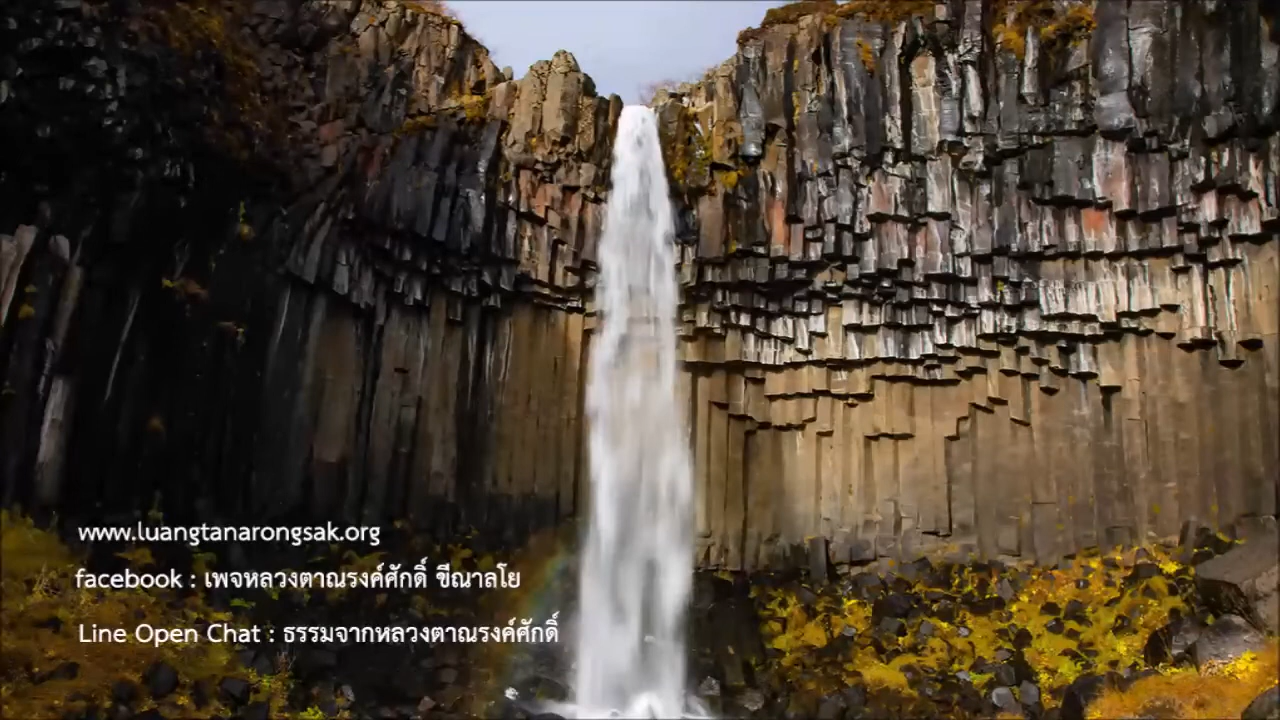 www.luangtanarongsak.org
facebook : เพจหลวงตาณรงค์ศักดิ์ ขีณาลโย
Line Open Chat : ธรรมจากหลวงตาณรงค์ศักดิ์